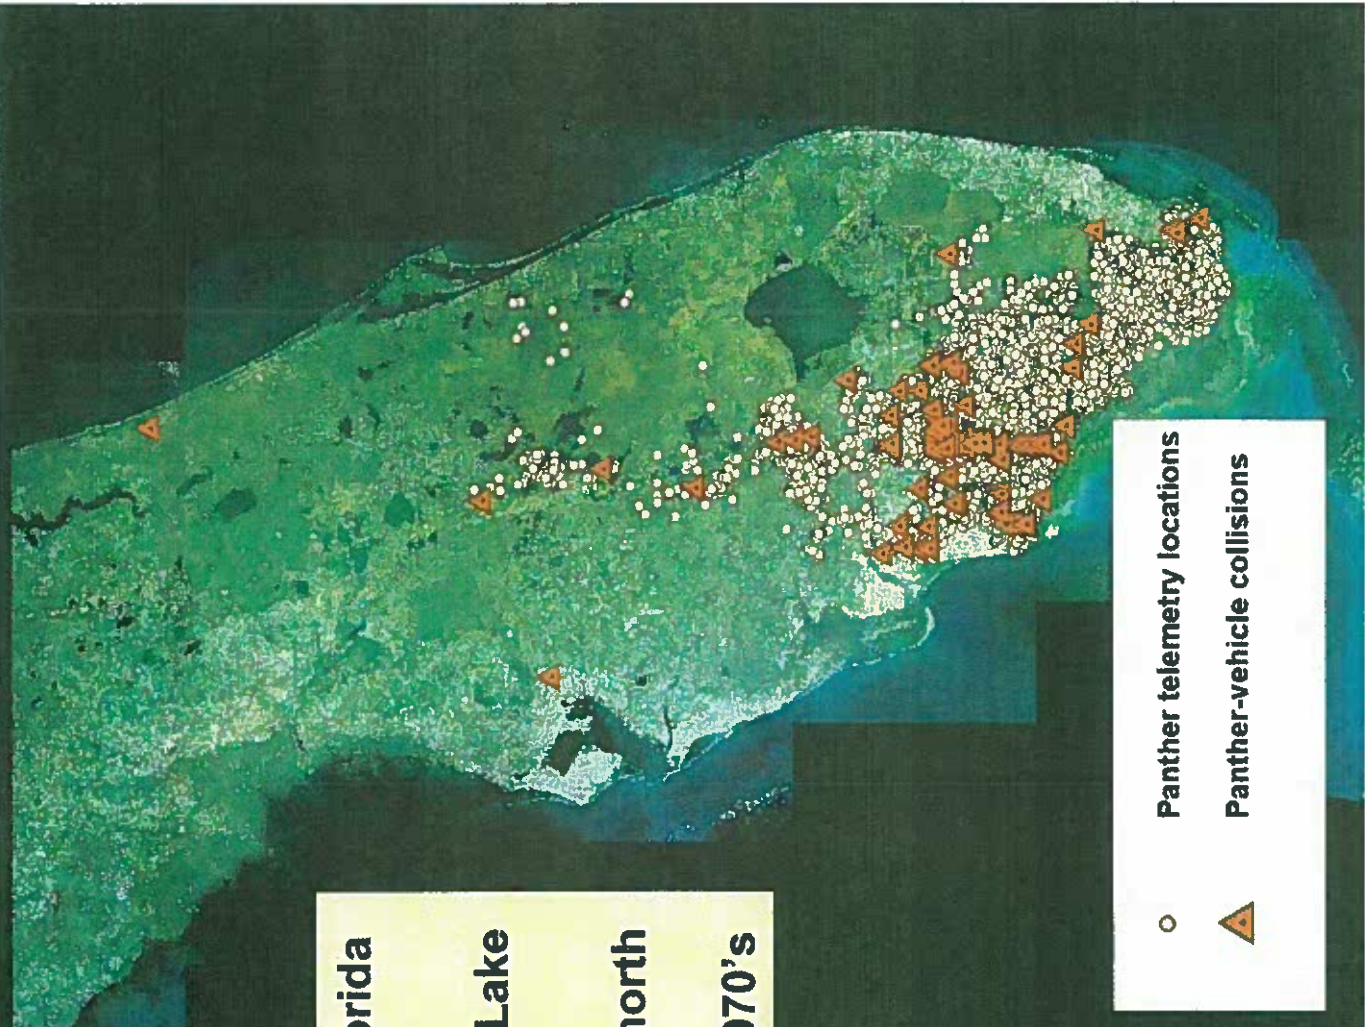 orida
Lake
north
970's
Panther telemetry locations
Panther-vehicle collisions